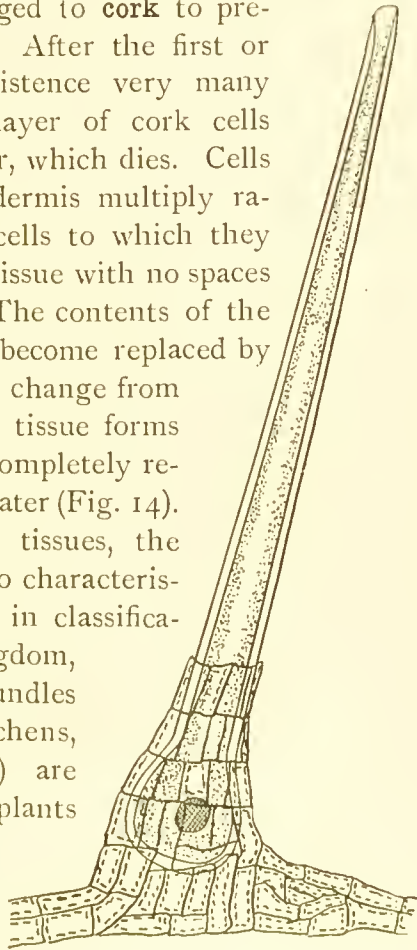 ged to cork to pre-
After the first or
istence very many
ayer of cork cells
r, which dies. Cells
dermis multiply ra-
cells to which they
issue with no spaces
The contents of the
become replaced by
change from
tissue forms
ompletely re-
ater (Fig. 14).
tissues, the
o characteris-
in classifica-
gdom,
undles
chens,
) are
plants